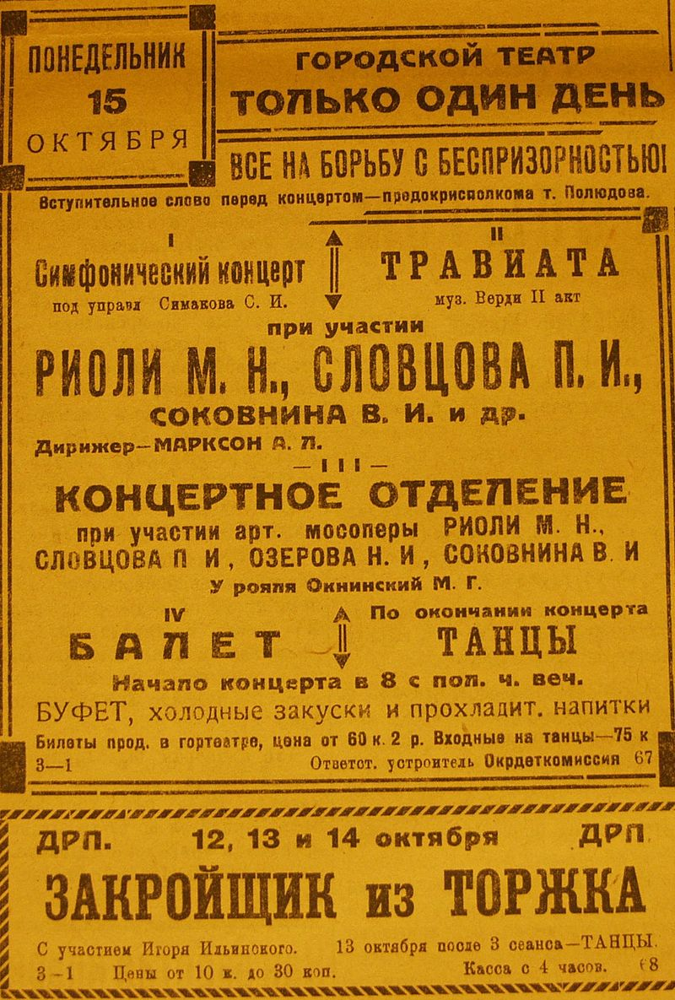 ПОНЕДЕЛЬНИК
15
ОКТЯБРЯ
ГОРОДСКОЙ ТЕАТР
ТОЛЬКО ОДИН ДЕНЬ
ВСЕ НА БОРЬБУ С БЕСПРИЗОРНОСТЬЮ!
Вступительное слово перед концертом—предокрисполкома т. Полюдова.
I
Симфонический концерт
под управл Симакова С. И.
II
ТРАВИАТА
муз. Верди II акт
при участии
РИОЛИ М. Н., СЛОВЦОВА П. И.,
СОКОВНИНА В. И. и др.
Дирижер—МАРКСОН А. Л.
— III —
КОНЦЕРТНОЕ ОТДЕЛЕНИЕ
при участии арт. мосоперы РИОЛИ М. Н.,
СЛОВЦОВА П И, ОЗЕРОВА Н. И, СОКОВНИНА В. И
У рояля Окнинский М. Г.
IV
БАЛЕТ
По окончании концерта
ТАНЦЫ
Начало концерта в 8 с пол. ч. веч.
БУФЕТ, холодные закуски и прохладит. напитки
Билеты прод. в гортеатре, цена от 60 к. 2 р. Входные на танцы—75 к
3—1 Ответст. устроитель Окрдеткомиссия 67
ДРП. 12, 13 и 14 октября ДРП
ЗАКРОЙЩИК из ТОРЖКА
С участием Игоря Ильинского. 13 октября после 3 сеанса—ТАНЦЫ.
3—1 Цены от 10 к. до 30 коп. Касса с 4 часов. 68